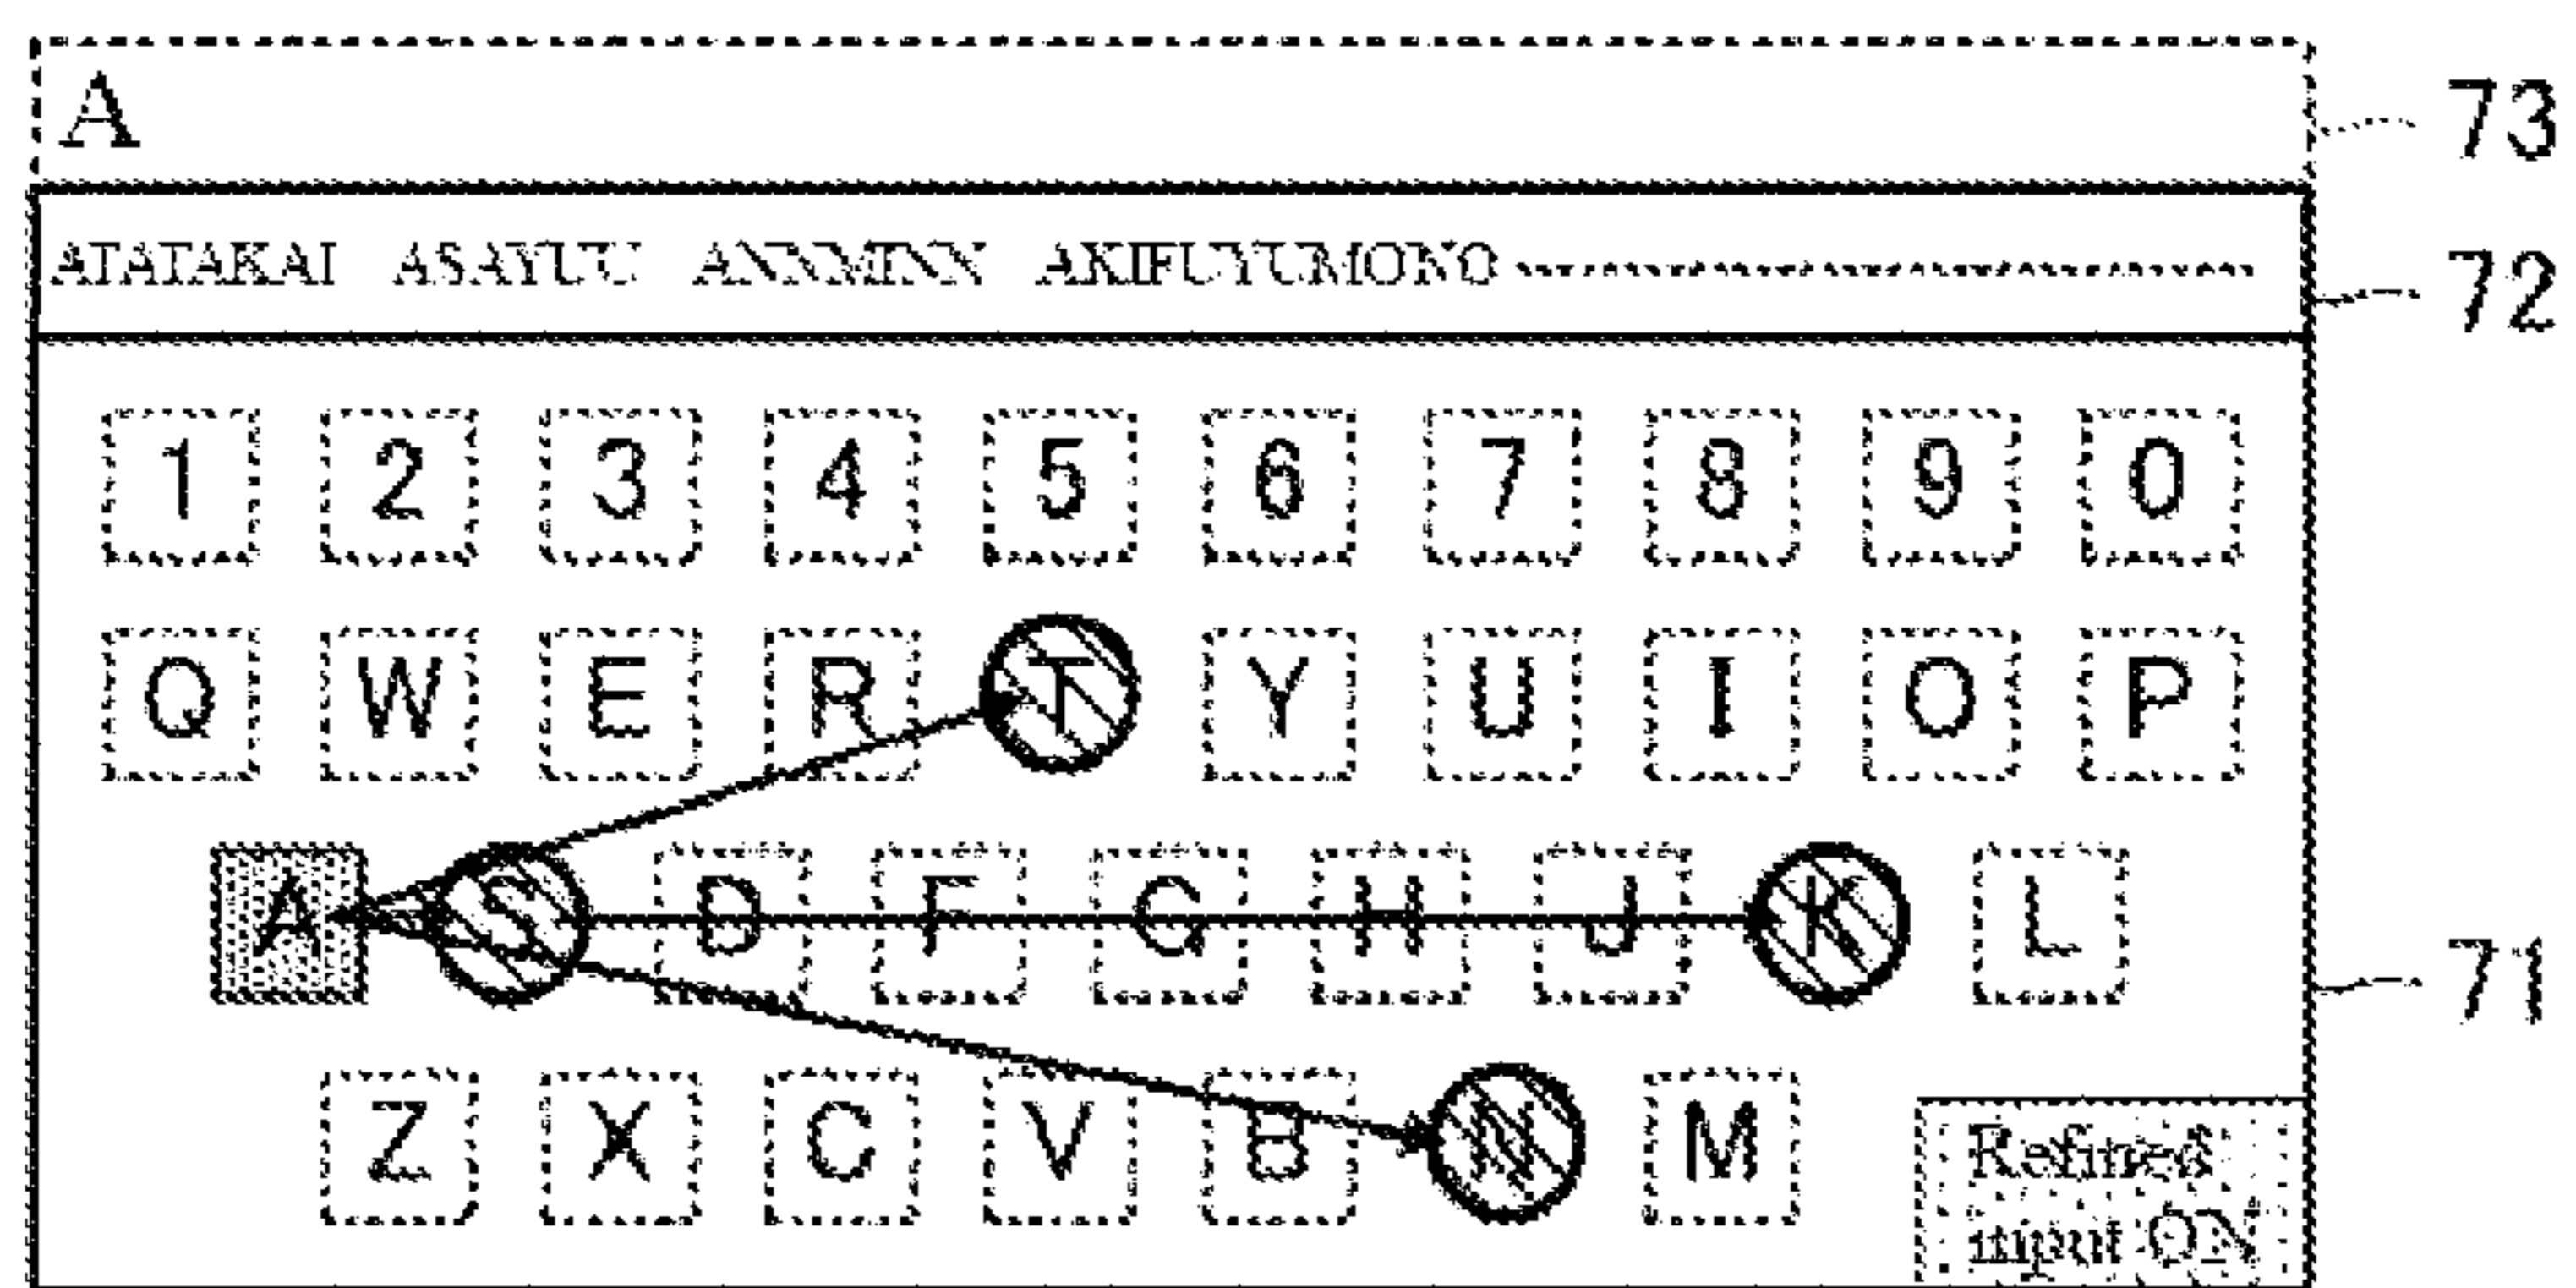 A
73
ATATAKAI ASAYUU ANNMINN AKIFUYUMONO
72
1 2 3 4 5 6 7 8 9 0
Q W E R T Y U I O P
A S D F G H J K L
71
Z X C V B N M
Refined
input ON